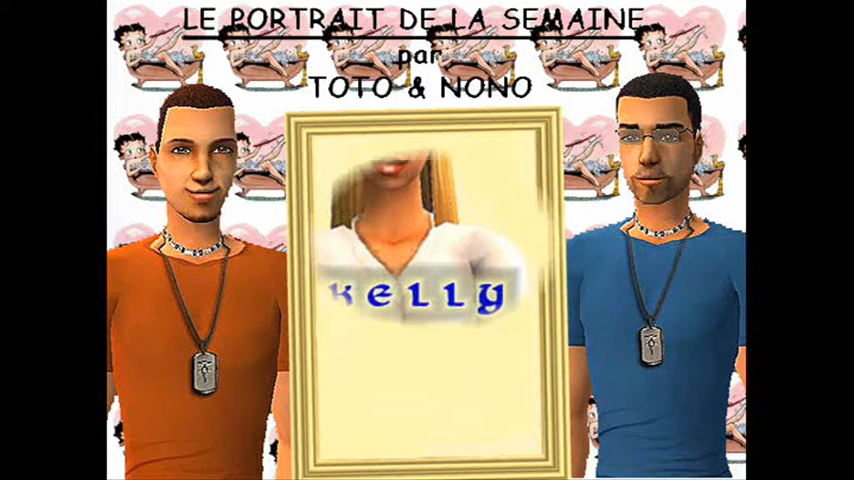 LE PORTRAIT DE LA SEMAINE
par
TOTO & NONO
KELLY